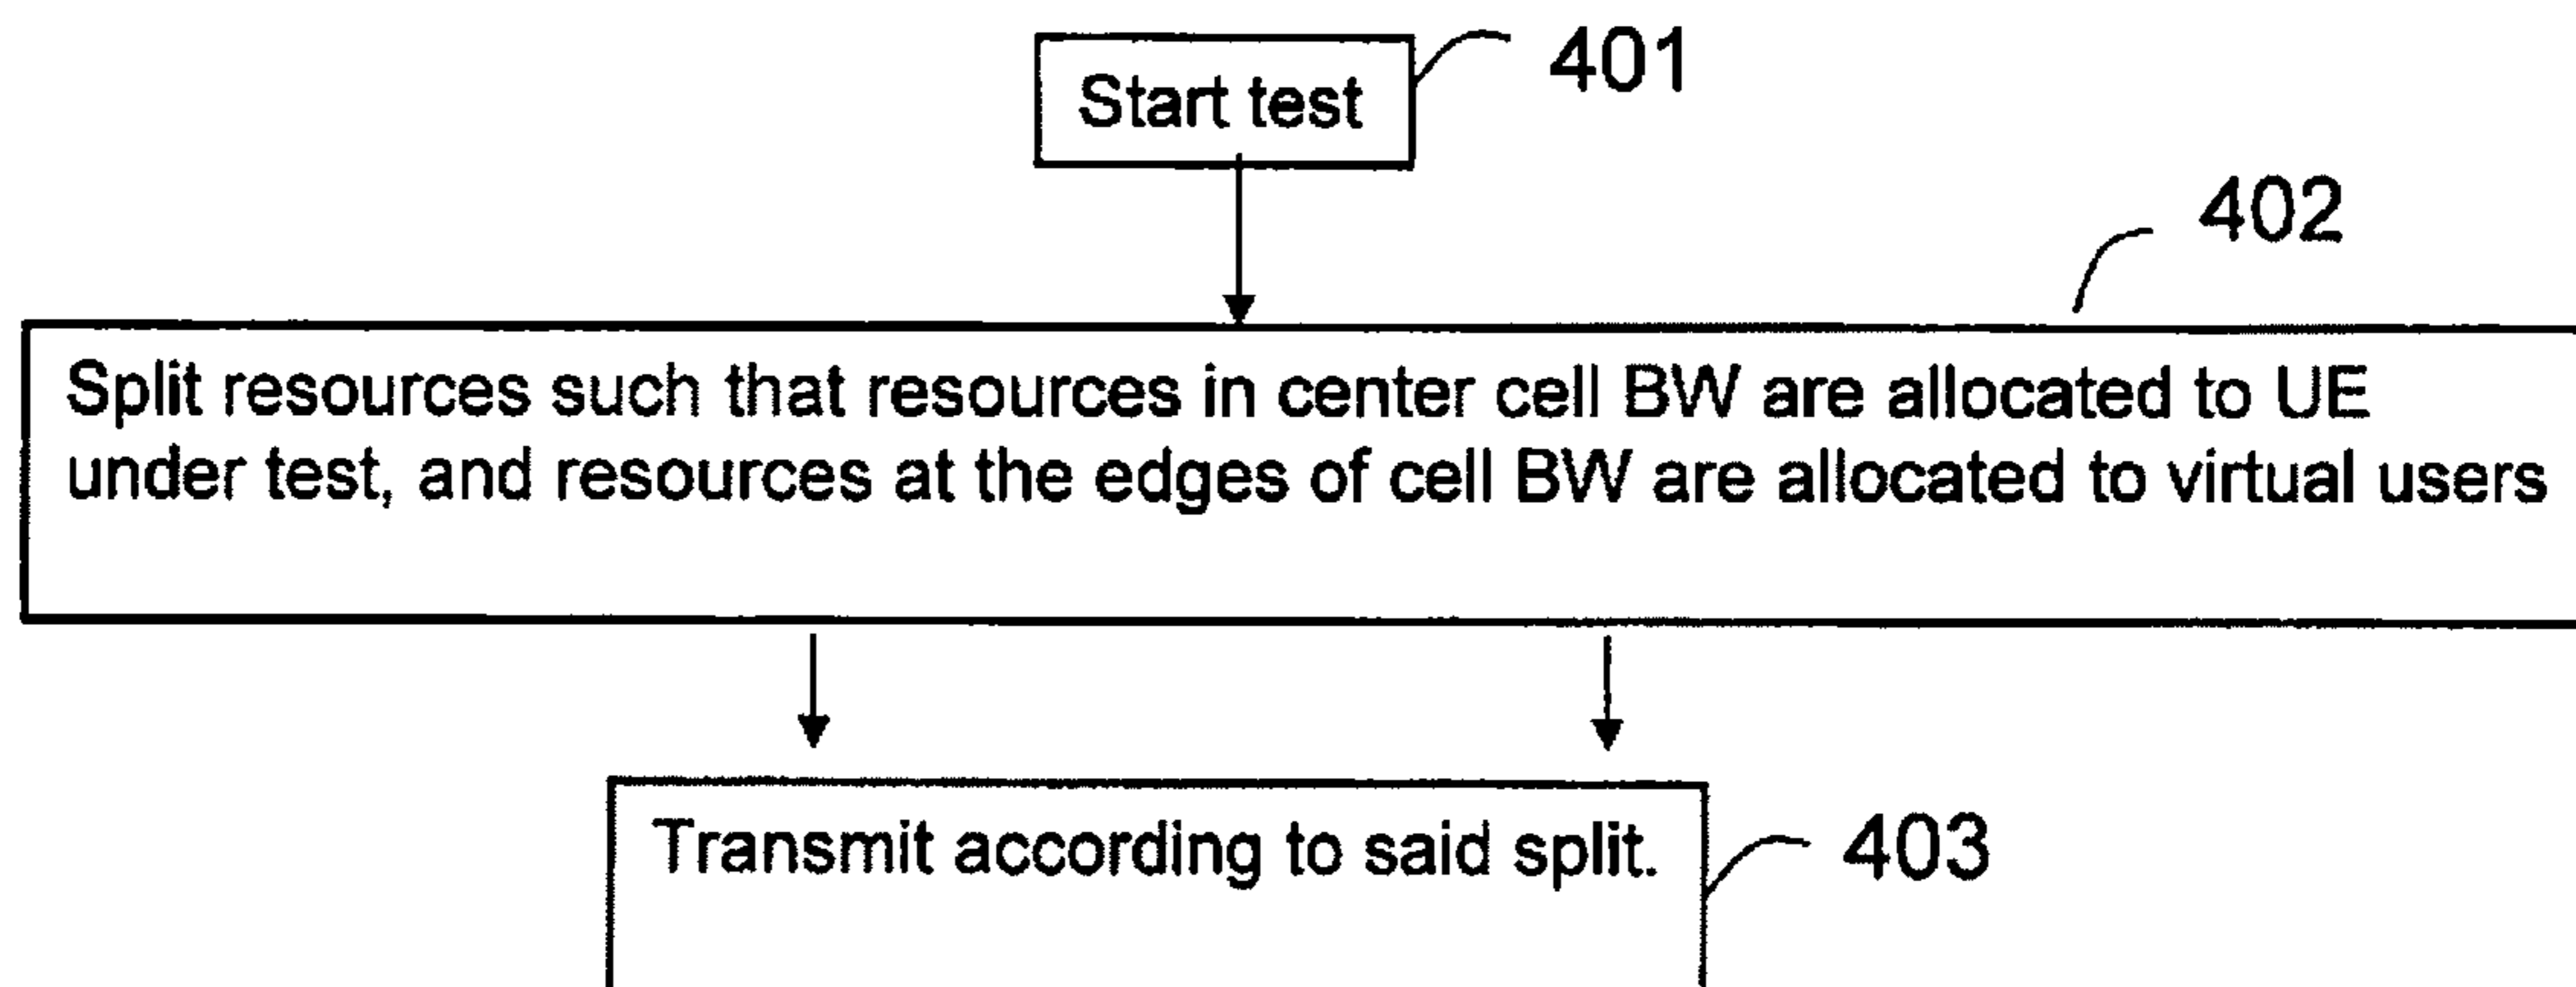 Start test
401
402
Split resources such that resources in center cell BW are allocated to UE
under test, and resources at the edges of cell BW are allocated to virtual users
Transmit according to said split.
403